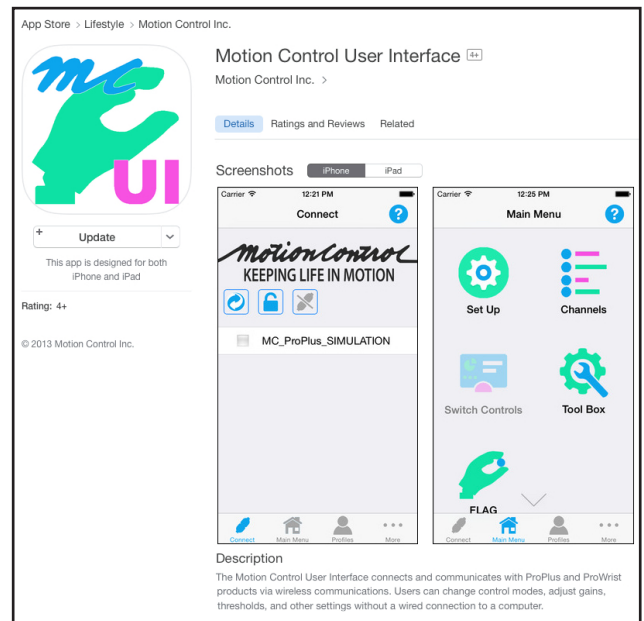 App Store > Lifestyle > Motion Control Inc.
mc
UI
+ Update
This app is designed for both
iPhone and iPad
Rating: 4+
© 2013 Motion Control Inc.
Motion Control User Interface 4+
Motion Control Inc. >
Details Ratings and Reviews Related
Screenshots iPhone iPad
Carrier 12:21 PM
Connect ?
MotionControl
KEEPING LIFE IN MOTION
MC_ProPlus_SIMULATION
Connect Main Menu Profiles More
Carrier 12:25 PM
Main Menu ?
Set Up Channels
Switch Controls Tool Box
FLAG
Connect Main Menu Profiles More
Description
The Motion Control User Interface connects and communicates with ProPlus and ProWrist
products via wireless communications. Users can change control modes, adjust gains,
thresholds, and other settings without a wired connection to a computer.